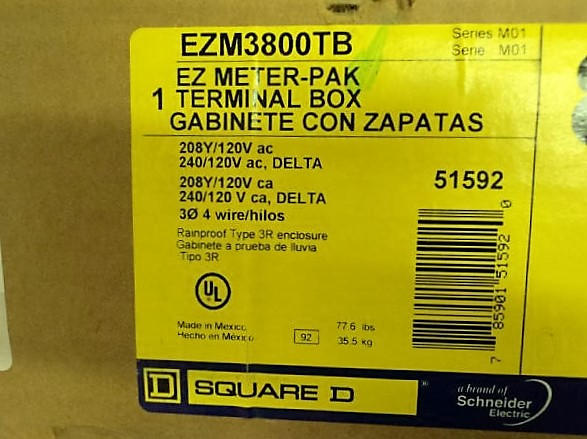 EZM3800TB
Series M01
Serie M01
EZ METER-PAK
1 TERMINAL BOX
GABINETE CON ZAPATAS
208Y/120V ac
240/120V ac, DELTA
208Y/120V ca
240/120 V ca, DELTA
3Ø 4 wire/hilos
51592
Rainproof Type 3R enclosure
Gabinete a prueba de lluvia
Tipo 3R
UL
7 85901 51592 0
Made in Mexico
Hecho en México
92
77.6 lbs
35.5 kg
D SQUARE D
a brand of
Schneider
Electric